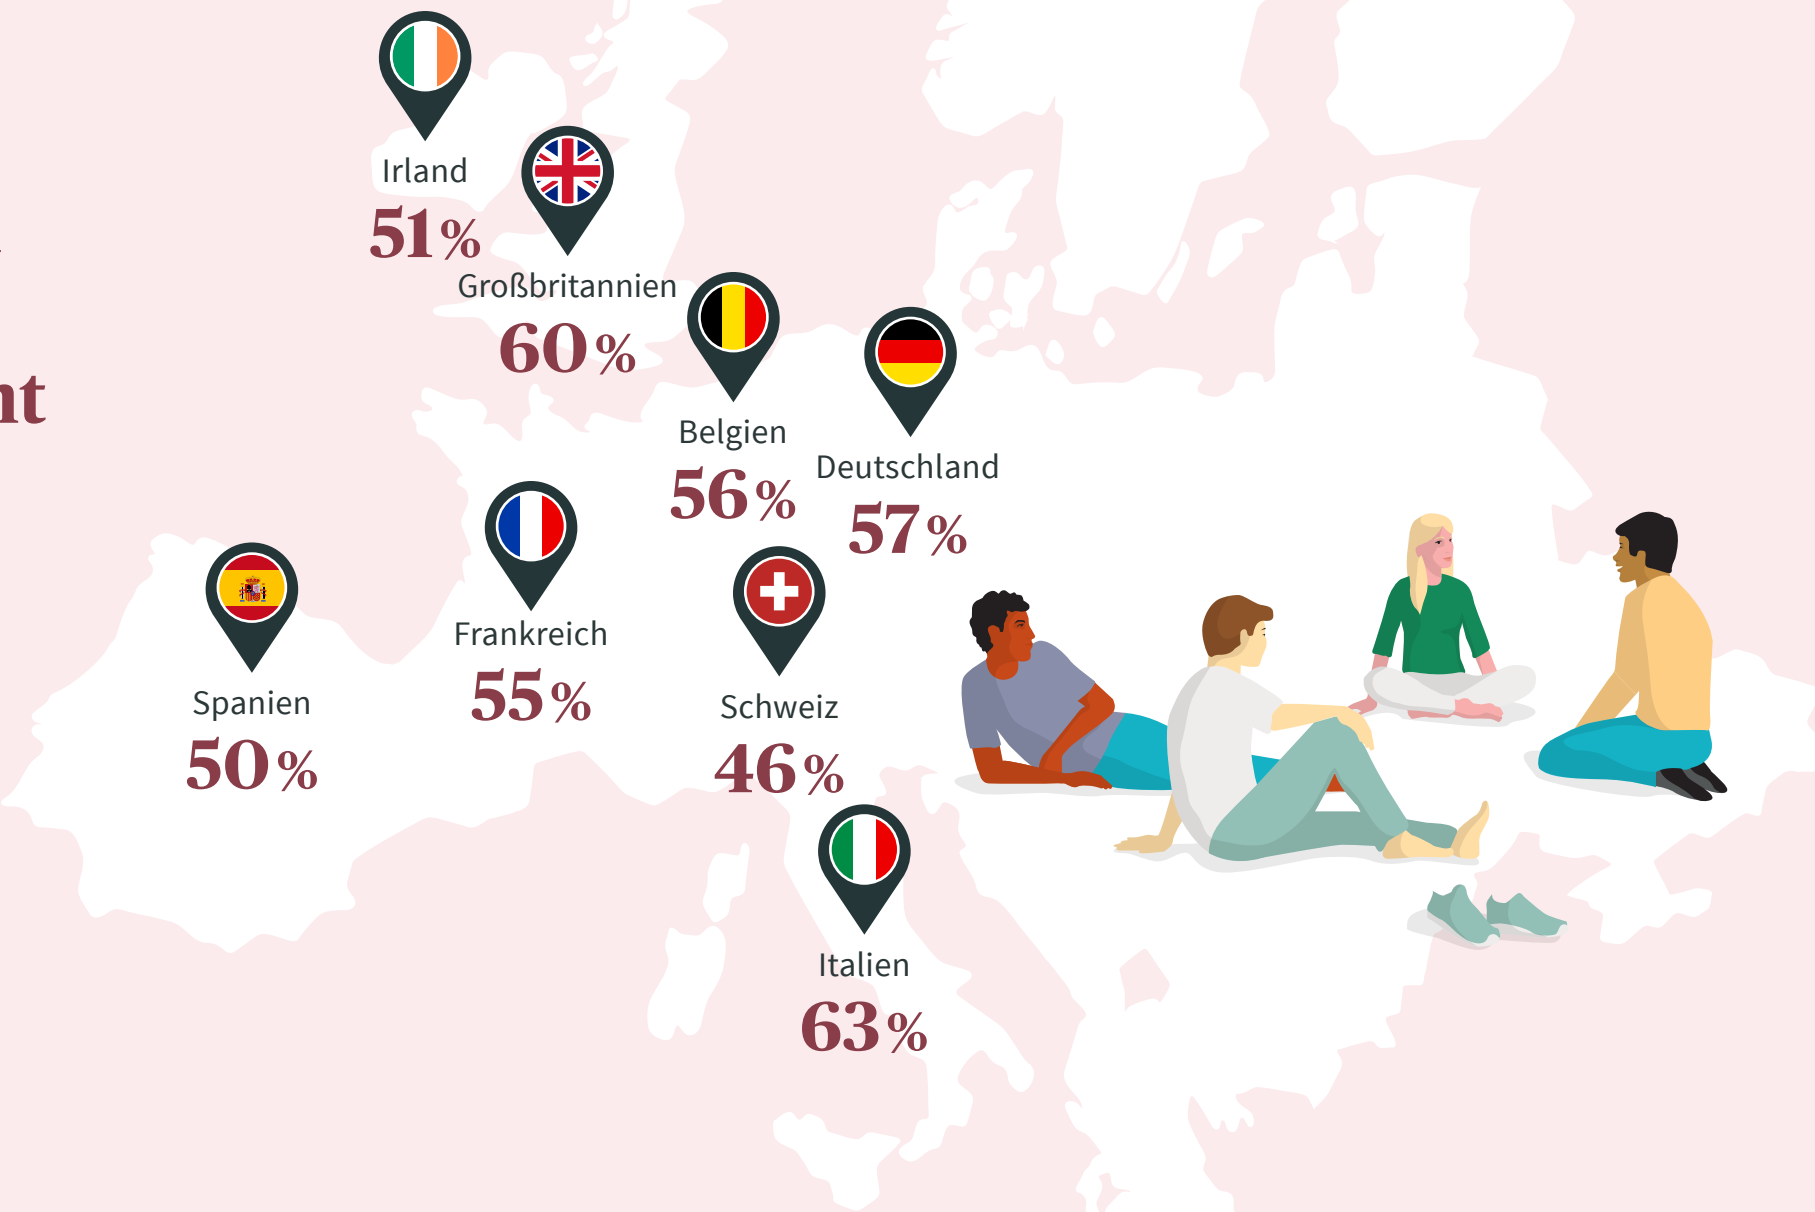 Irland
51%
Großbritannien
60%
Belgien
56%
Deutschland
57%
Frankreich
55%
Spanien
50%
Schweiz
46%
Italien
63%